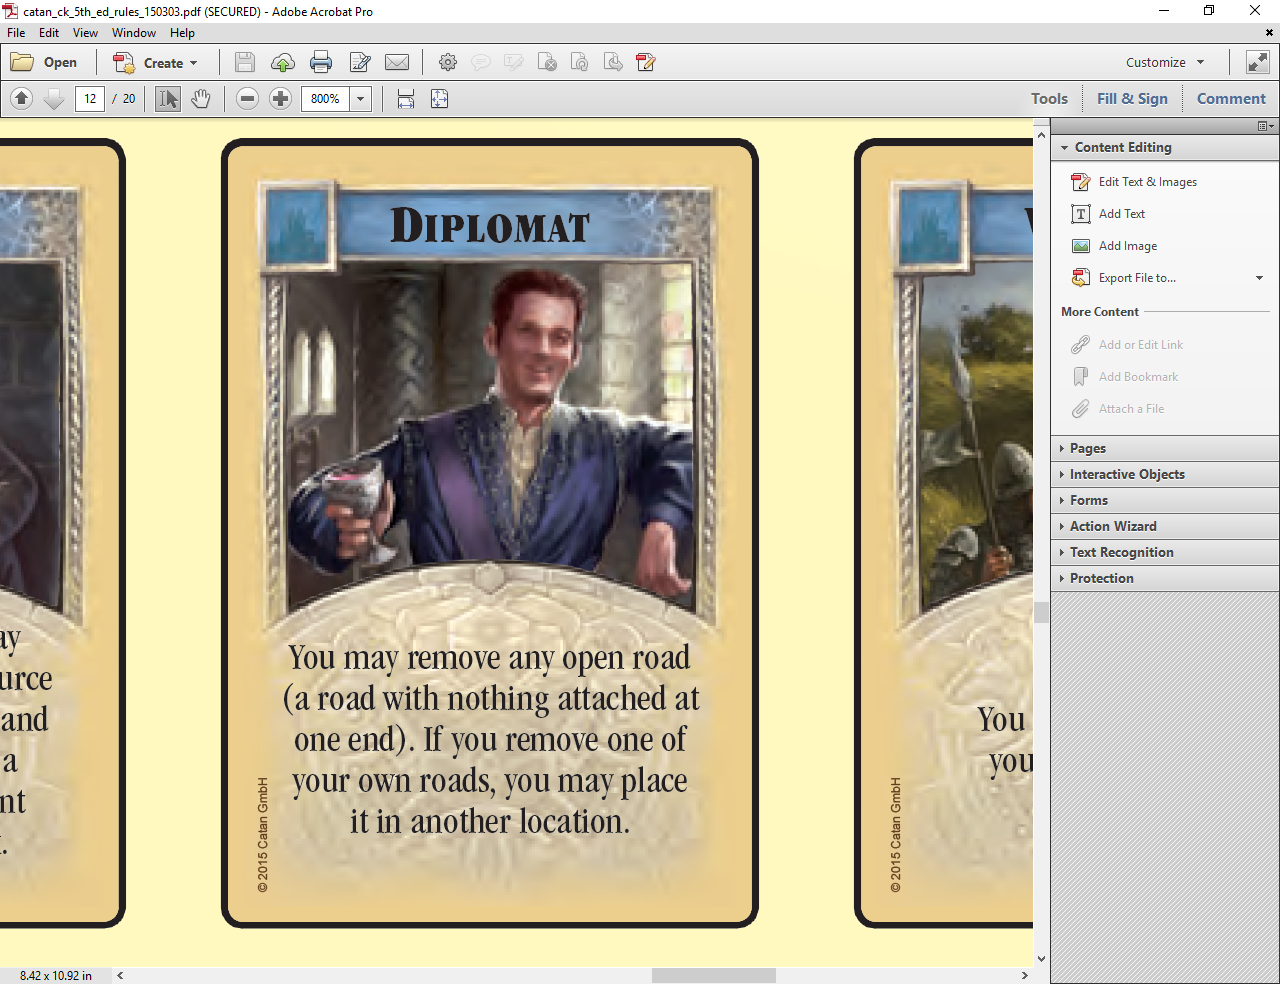 catan_ck_5th_ed_rules_150303.pdf (SECURED) - Adobe Acrobat Pro
File Edit View Window Help
Open Create Customize
12 / 20 800% Tools Fill & Sign Comment
DIPLOMAT
You may remove any open road
(a road with nothing attached at
one end). If you remove one of
your own roads, you may place
it in another location.
© 2015 Catan GmbH
ay
urce
and
a
nt
You
you
© 2015 Catan GmbH
Content Editing
Edit Text & Images
T Add Text
Add Image
Export File to...
More Content
Add or Edit Link
Add Bookmark
Attach a File
Pages
Interactive Objects
Forms
Action Wizard
Text Recognition
Protection
8.42 x 10.92 in